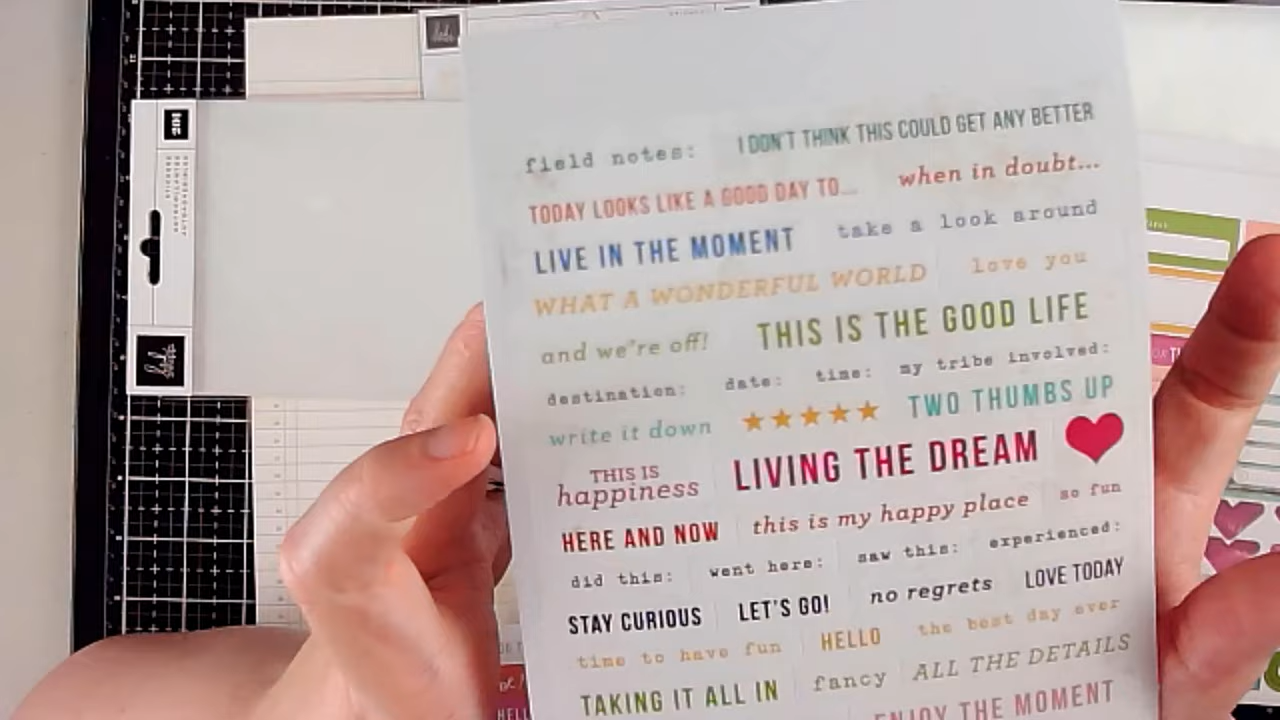 field notes: I DON'T THINK THIS COULD GET ANY BETTER
TODAY LOOKS LIKE A GOOD DAY TO... when in doubt...
LIVE IN THE MOMENT take a look around
WHAT A WONDERFUL WORLD love you
and we're off! THIS IS THE GOOD LIFE
destination: date: time: my tribe involved:
write it down TWO THUMBS UP
THIS IS
happiness LIVING THE DREAM
HERE AND NOW this is my happy place so fun
did this: went here: saw this: experienced:
STAY CURIOUS LET'S GO! no regrets LOVE TODAY
time to have fun HELLO the best day ever
TAKING IT ALL IN fancy ALL THE DETAILS
ENJOY THE MOMENT